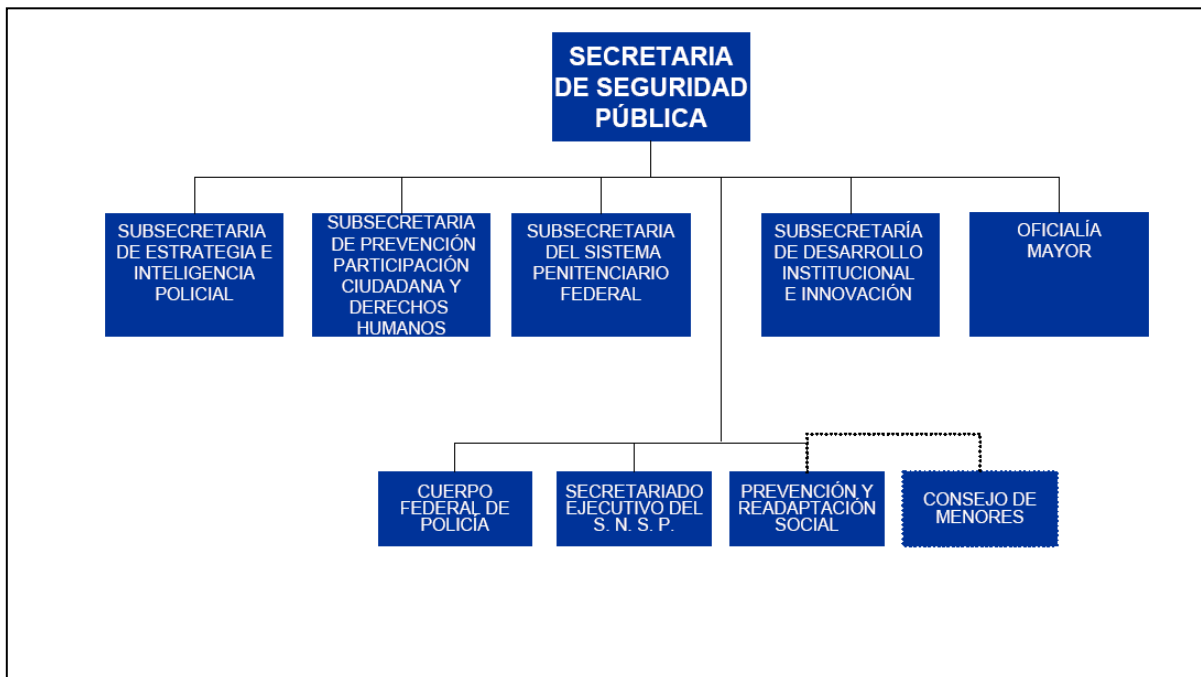 SECRETARIA
DE SEGURIDAD
PÚBLICA
SUBSECRETARIA
DE ESTRATEGIA E
INTELIGENCIA
POLICIAL
SUBSECRETARIA
DE PREVENCIÓN
PARTICIPACIÓN
CIUDADANA Y
DERECHOS
HUMANOS
SUBSECRETARIA
DEL SISTEMA
PENITENCIARIO
FEDERAL
SUBSECRETARÍA
DE DESARROLLO
INSTITUCIONAL
E INNOVACIÓN
OFICIALÍA
MAYOR
CUERPO
FEDERAL DE
POLICÍA
SECRETARIADO
EJECUTIVO DEL
S. N. S. P.
PREVENCIÓN Y
READAPTACIÓN
SOCIAL
CONSEJO DE
MENORES